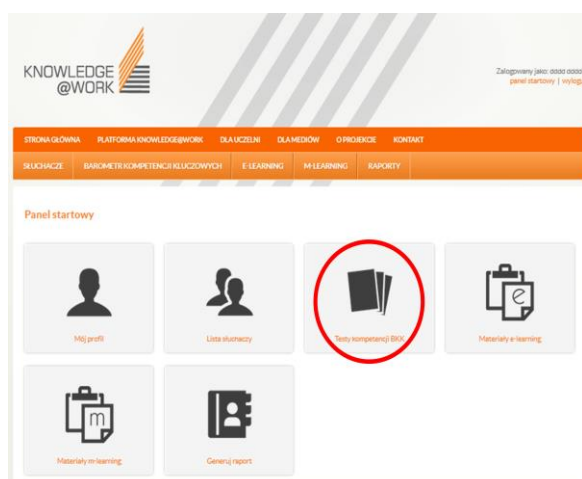 KNOWLEDGE
@WORK
Zalogowany jako: dddd dddd
panel startowy | wylog
STRONA GŁÓWNA PLATFORMA KNOWLEDGE@WORK DLA UCZELNI DLA MEDIÓW O PROJEKCIE KONTAKT
SŁUCHACZE BAROMETR KOMPETENCJI KLUCZOWYCH E-LEARNING M-LEARNING RAPORTY
Panel startowy
e
Mój profil Lista słuchaczy Testy kompetencji BKK Materiały e-learning
m
Materiały m-learning Generuj raport